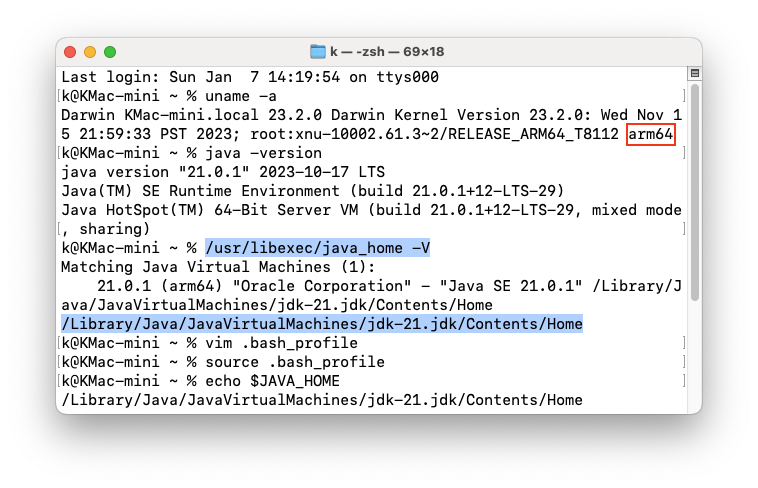 k — -zsh — 69×18
Last login: Sun Jan  7 14:19:54 on ttys000
[k@KMac-mini ~ % uname -a ]
Darwin KMac-mini.local 23.2.0 Darwin Kernel Version 23.2.0: Wed Nov 1
5 21:59:33 PST 2023; root:xnu-10002.61.3~2/RELEASE_ARM64_T8112 arm64
[k@KMac-mini ~ % java -version ]
java version "21.0.1" 2023-10-17 LTS
Java(TM) SE Runtime Environment (build 21.0.1+12-LTS-29)
Java HotSpot(TM) 64-Bit Server VM (build 21.0.1+12-LTS-29, mixed mode
[, sharing) ]
k@KMac-mini ~ % /usr/libexec/java_home -V
Matching Java Virtual Machines (1):
    21.0.1 (arm64) "Oracle Corporation" - "Java SE 21.0.1" /Library/J
ava/JavaVirtualMachines/jdk-21.jdk/Contents/Home
/Library/Java/JavaVirtualMachines/jdk-21.jdk/Contents/Home
[k@KMac-mini ~ % vim .bash_profile ]
[k@KMac-mini ~ % source .bash_profile ]
[k@KMac-mini ~ % echo $JAVA_HOME ]
/Library/Java/JavaVirtualMachines/jdk-21.jdk/Contents/Home